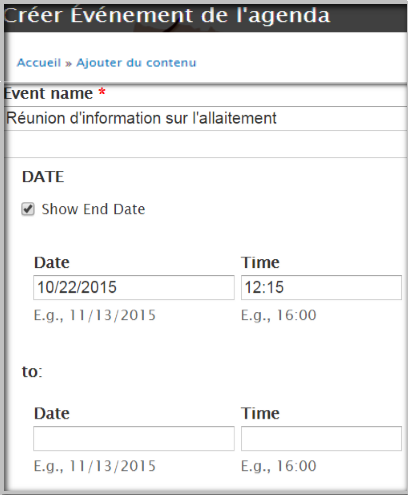 Créer Événement de l'agenda
Accueil » Ajouter du contenu
Event name *
Réunion d'information sur l'allaitement
DATE
Show End Date
Date Time
10/22/2015 12:15
E.g., 11/13/2015 E.g., 16:00
to:
Date Time
E.g., 11/13/2015 E.g., 16:00